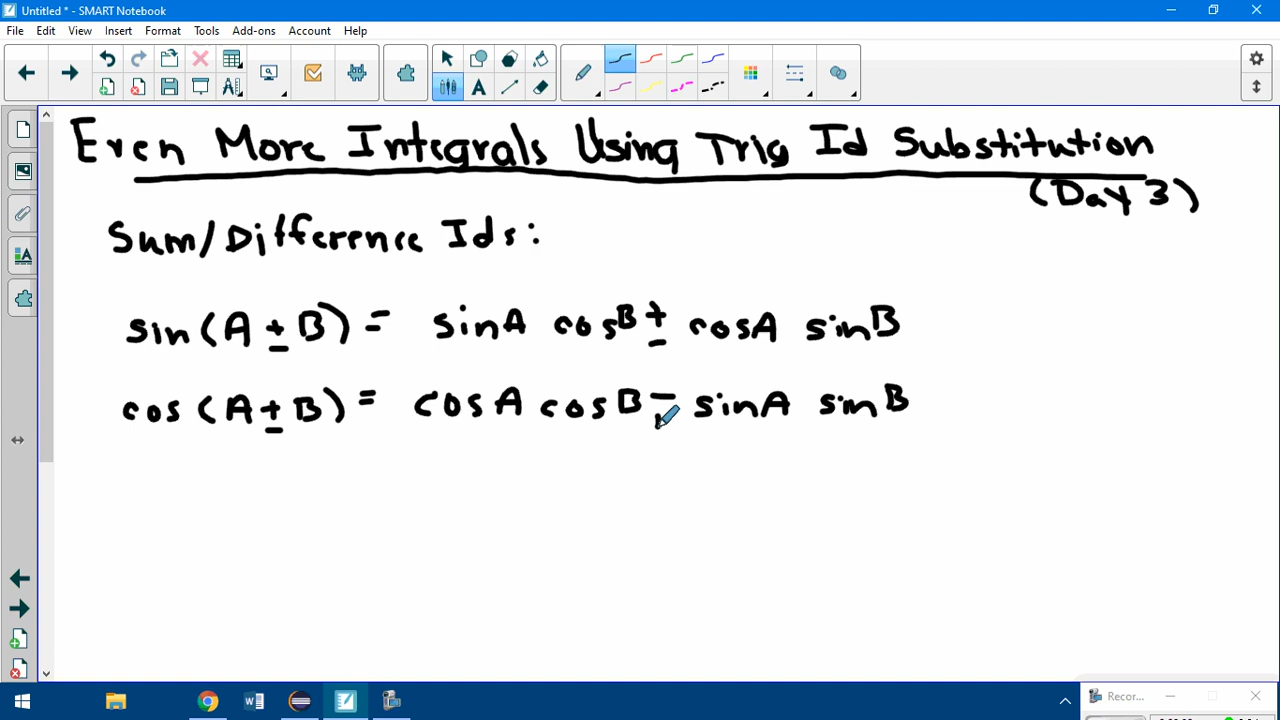 Untitled * - SMART Notebook
File Edit View Insert Format Tools Add-ons Account Help
Even More Integrals Using Trig Id Substitution
(Day 3)
Sum/Difference Ids:
sin(A ± B) = sinA cosB ± cosA sinB
cos(A ± B) = cosA cosB - sinA sinB
Recor...